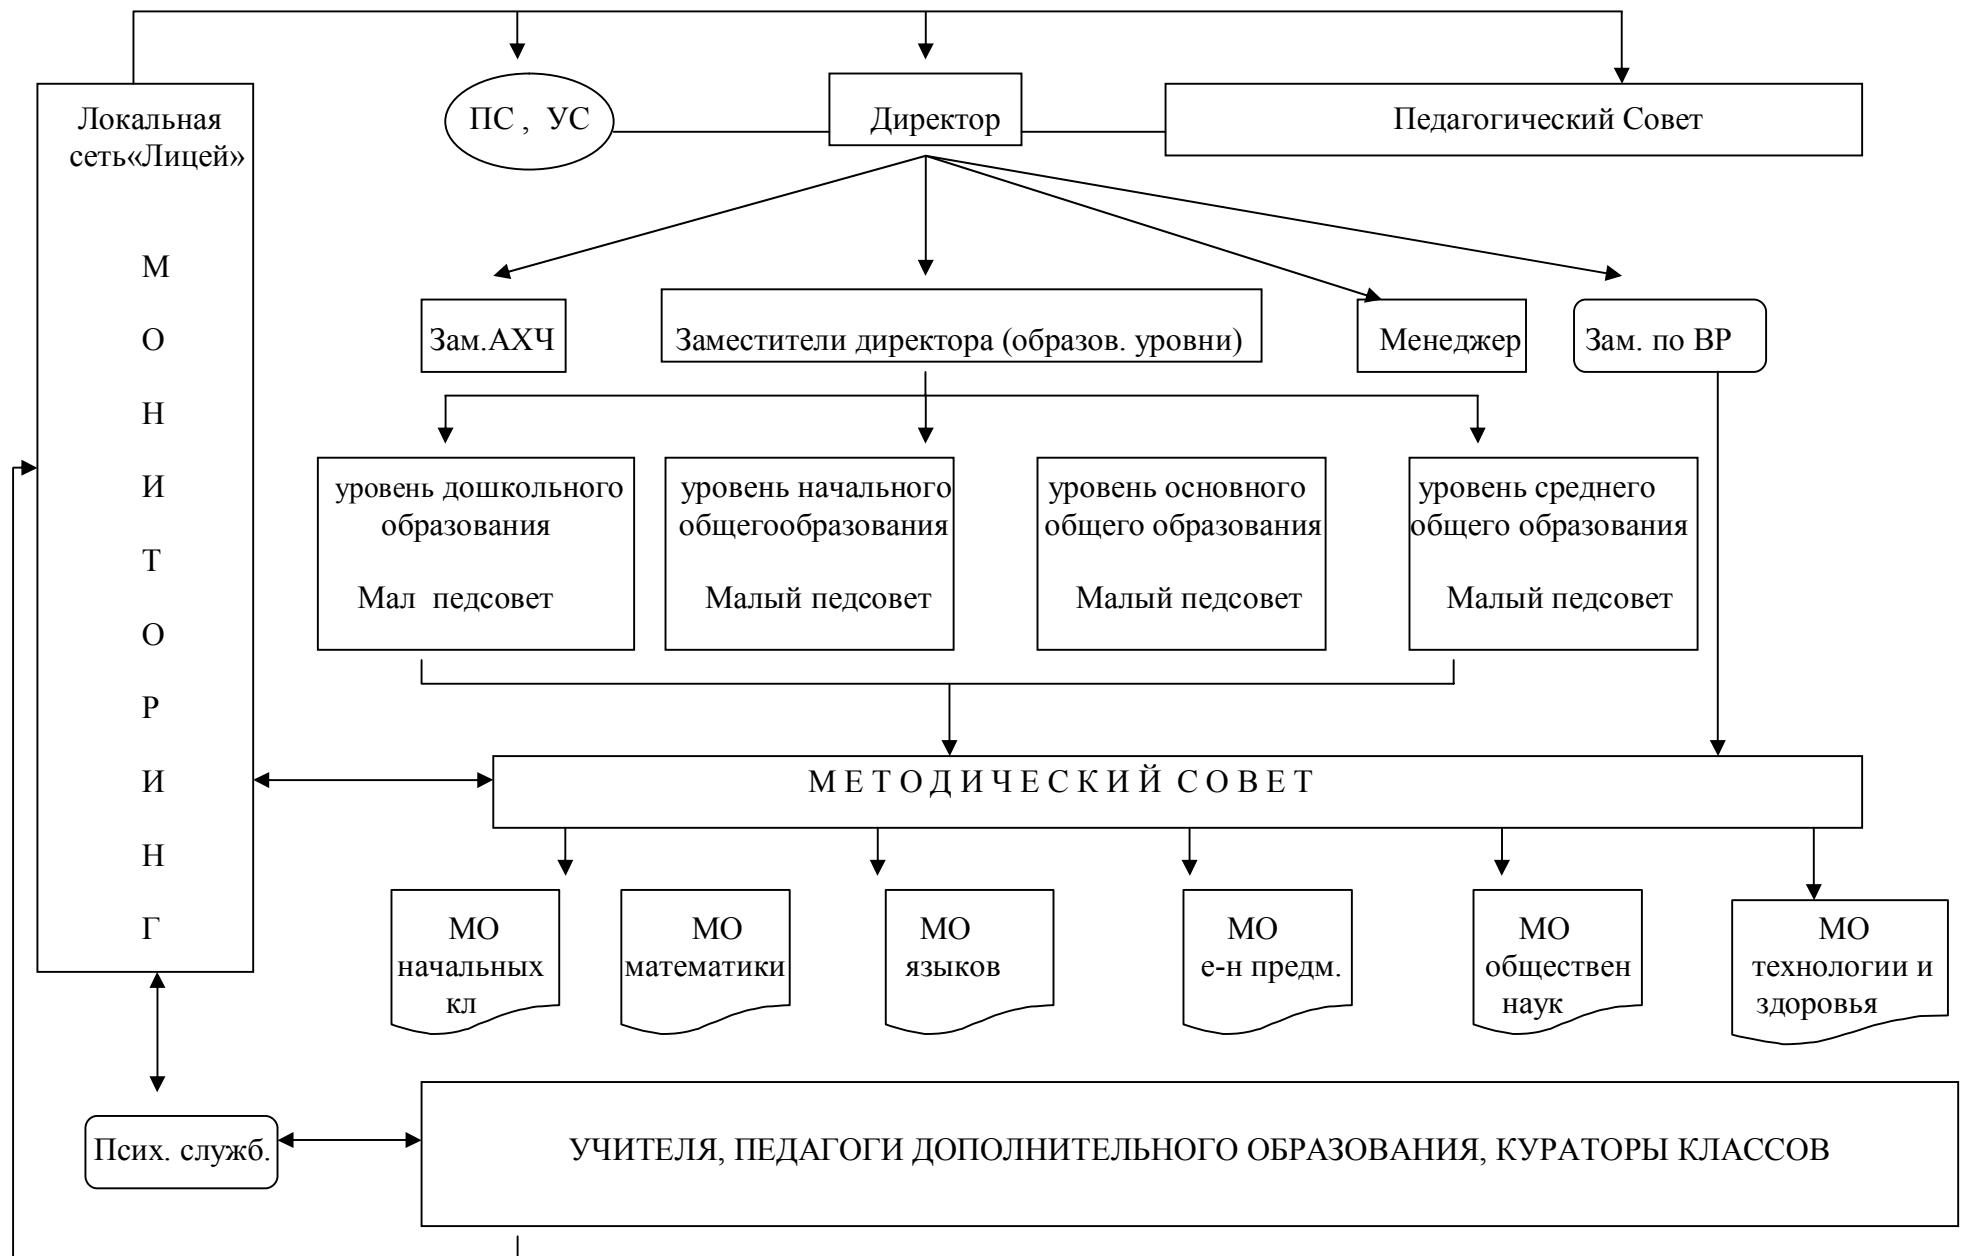 Локальная
сеть«Лицей»
М
О
Н
И
Т
О
Р
И
Н
Г
ПС , УС
Директор
Педагогический Совет
Зам.АХЧ
Заместители директора (образов. уровни)
Менеджер
Зам. по ВР
уровень дошкольного
образования
Мал педсовет
уровень начального
общегообразования
Малый педсовет
уровень основного
общего образования
Малый педсовет
уровень среднего
общего образования
Малый педсовет
М Е Т О Д И Ч Е С К И Й С О В Е Т
МО
начальных
кл
МО
математики
МО
языков
МО
е-н предм.
МО
обществен
наук
МО
технологии и
здоровья
Псих. служб.
УЧИТЕЛЯ, ПЕДАГОГИ ДОПОЛНИТЕЛЬНОГО ОБРАЗОВАНИЯ, КУРАТОРЫ КЛАССОВ